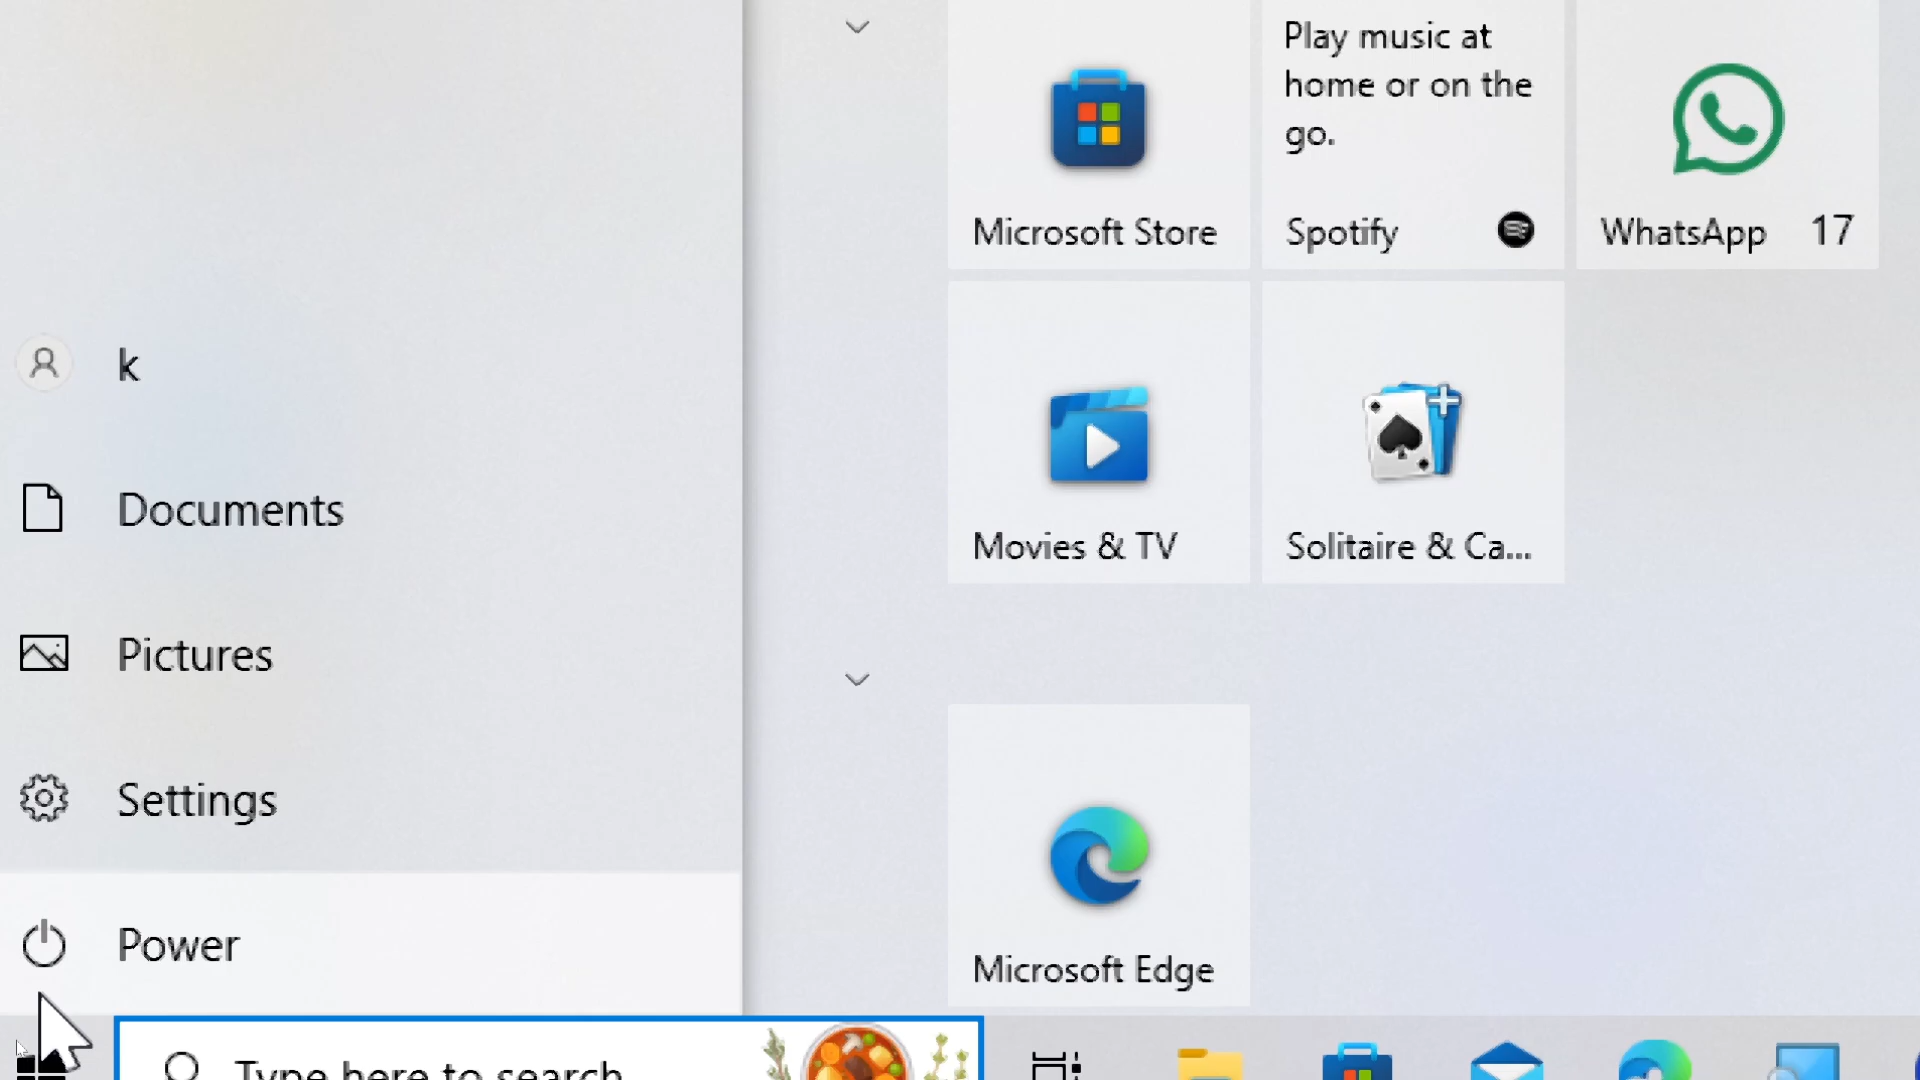 k
Documents
Pictures
Settings
Power
Microsoft Store
Play music at
home or on the
go.
Spotify
WhatsApp 17
Movies & TV
Solitaire & Ca...
Microsoft Edge
Type here to search